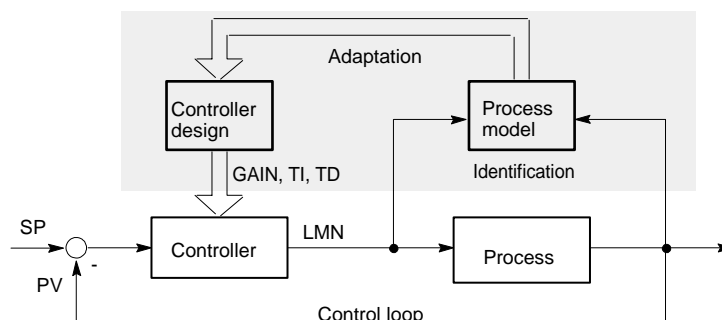 Adaptation
Controller
design
Process
model
GAIN, TI, TD
Identification
SP
Controller
LMN
Process
-
PV
Control loop